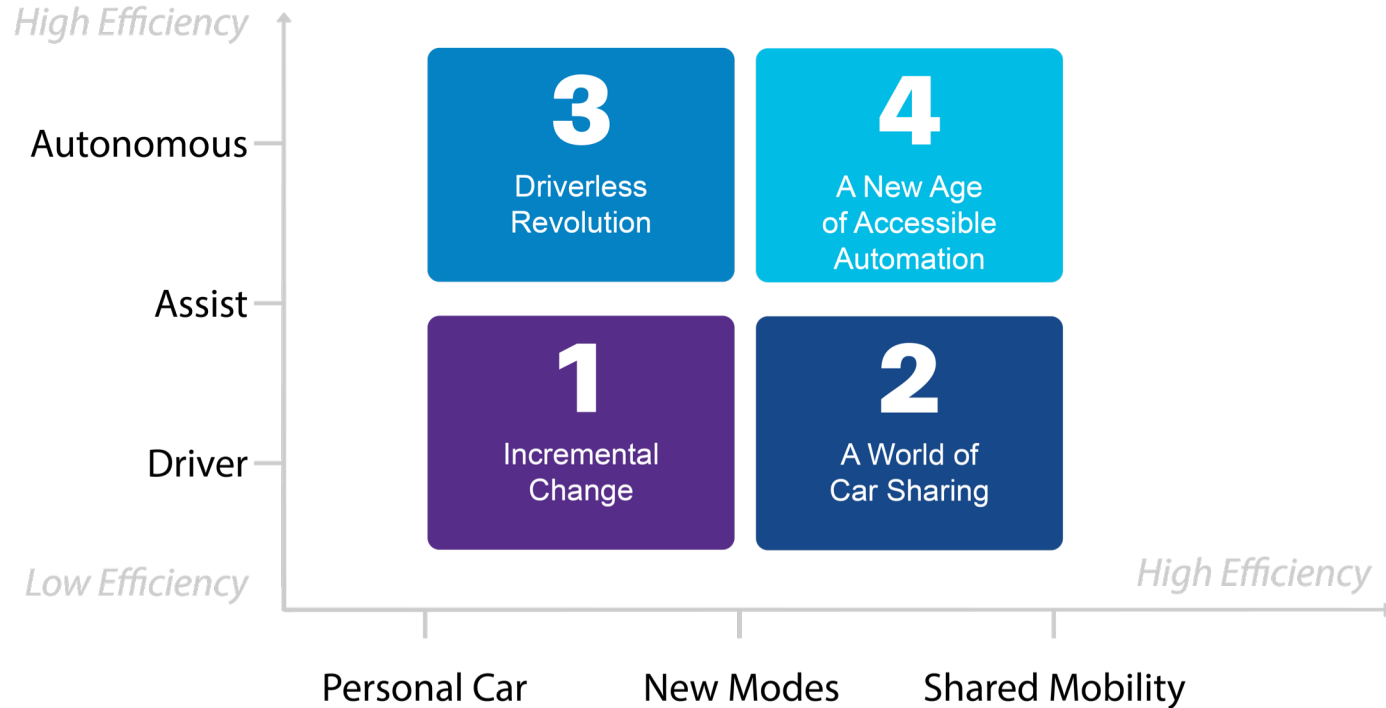 High Efficiency
Autonomous
Assist
Driver
Low Efficiency
3
Driverless
Revolution
4
A New Age
of Accessible
Automation
1
Incremental
Change
2
A World of
Car Sharing
High Efficiency
Personal Car
New Modes
Shared Mobility